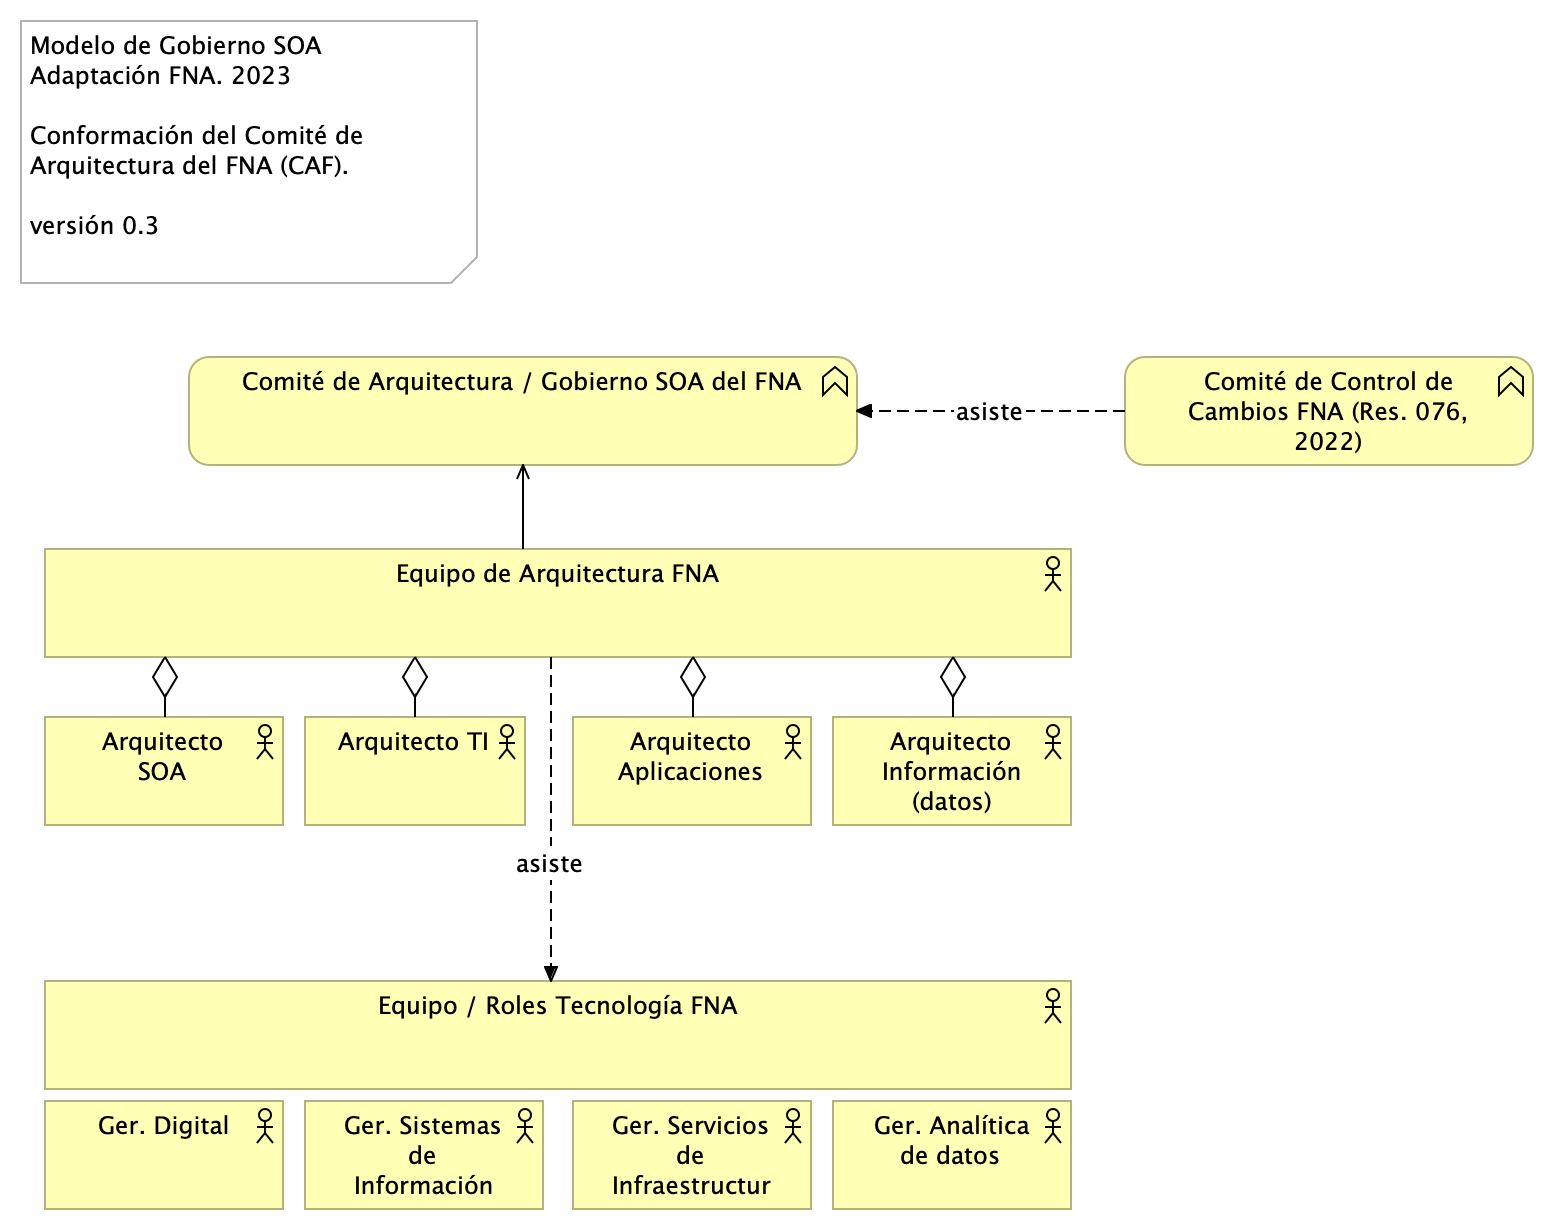 Modelo de Gobierno SOA
Adaptación FNA. 2023
Conformación del Comité de
Arquitectura del FNA (CAF).
versión 0.3
Comité de Arquitectura / Gobierno SOA del FNA
asiste
Comité de Control de
Cambios FNA (Res. 076,
2022)
Equipo de Arquitectura FNA
Arquitecto
SOA
Arquitecto TI
Arquitecto
Aplicaciones
Arquitecto
Información
(datos)
asiste
Equipo / Roles Tecnología FNA
Ger. Digital
Ger. Sistemas
de
Información
Ger. Servicios
de
Infraestructur
Ger. Analítica
de datos